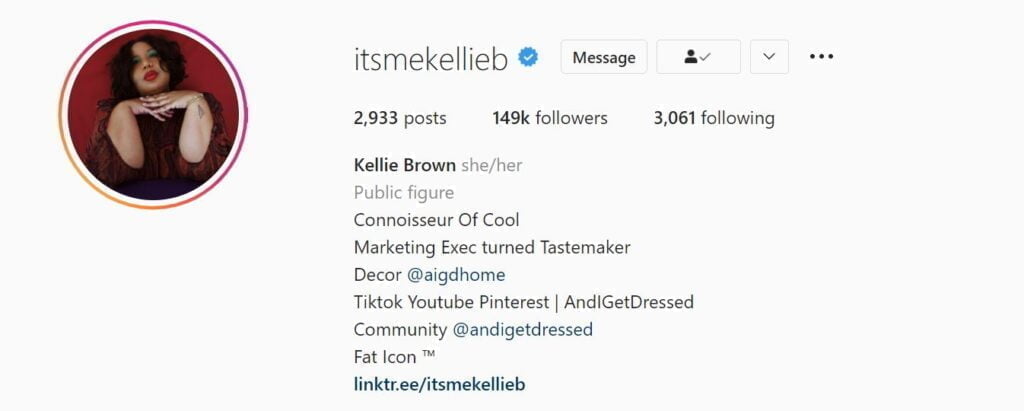 itsmekellieb Message
2,933 posts 149k followers 3,061 following
Kellie Brown she/her
Public figure
Connoisseur Of Cool
Marketing Exec turned Tastemaker
Decor @aigdhome
Tiktok Youtube Pinterest | AndIGetDressed
Community @andigetdressed
Fat Icon ™
linktr.ee/itsmekellieb